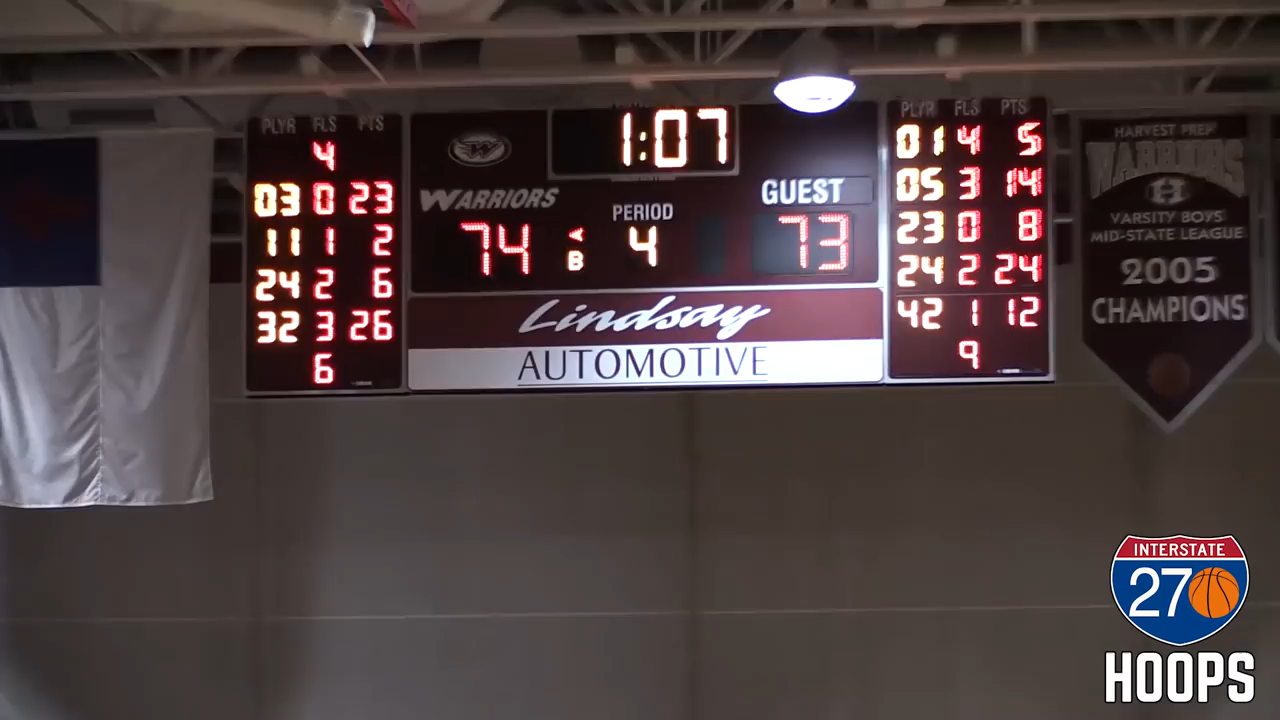 PLYR FLS PTS
4
03 0 23
11 1 2
24 2 6
32 3 26
6
W
1:07
WARRIORS
PERIOD
GUEST
74
A
B
4
73
Lindsay
AUTOMOTIVE
PLYR FLS PTS
01 4 5
05 3 14
23 0 8
24 2 24
42 1 12
9
HARVEST PREP
WARRIORS
H
VARSITY BOYS
MID-STATE LEAGUE
2005
CHAMPIONS
INTERSTATE
270
HOOPS